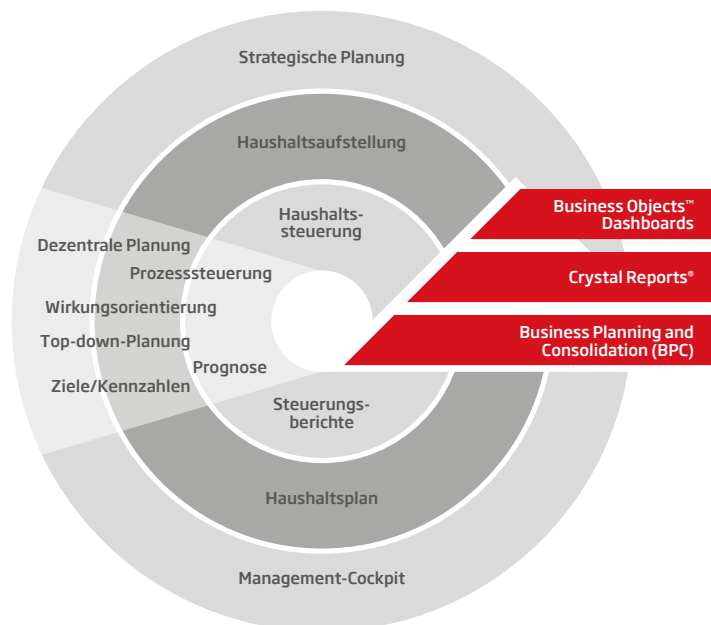 Strategische Planung
Haushaltsaufstellung
Haushalts-
steuerung
Business Objects™
Dashboards
Crystal Reports®
Business Planning and
Consolidation (BPC)
Dezentrale Planung
Prozesssteuerung
Wirkungsorientierung
Top-down-Planung
Prognose
Ziele/Kennzahlen
Steuerungs-
berichte
Haushaltsplan
Management-Cockpit